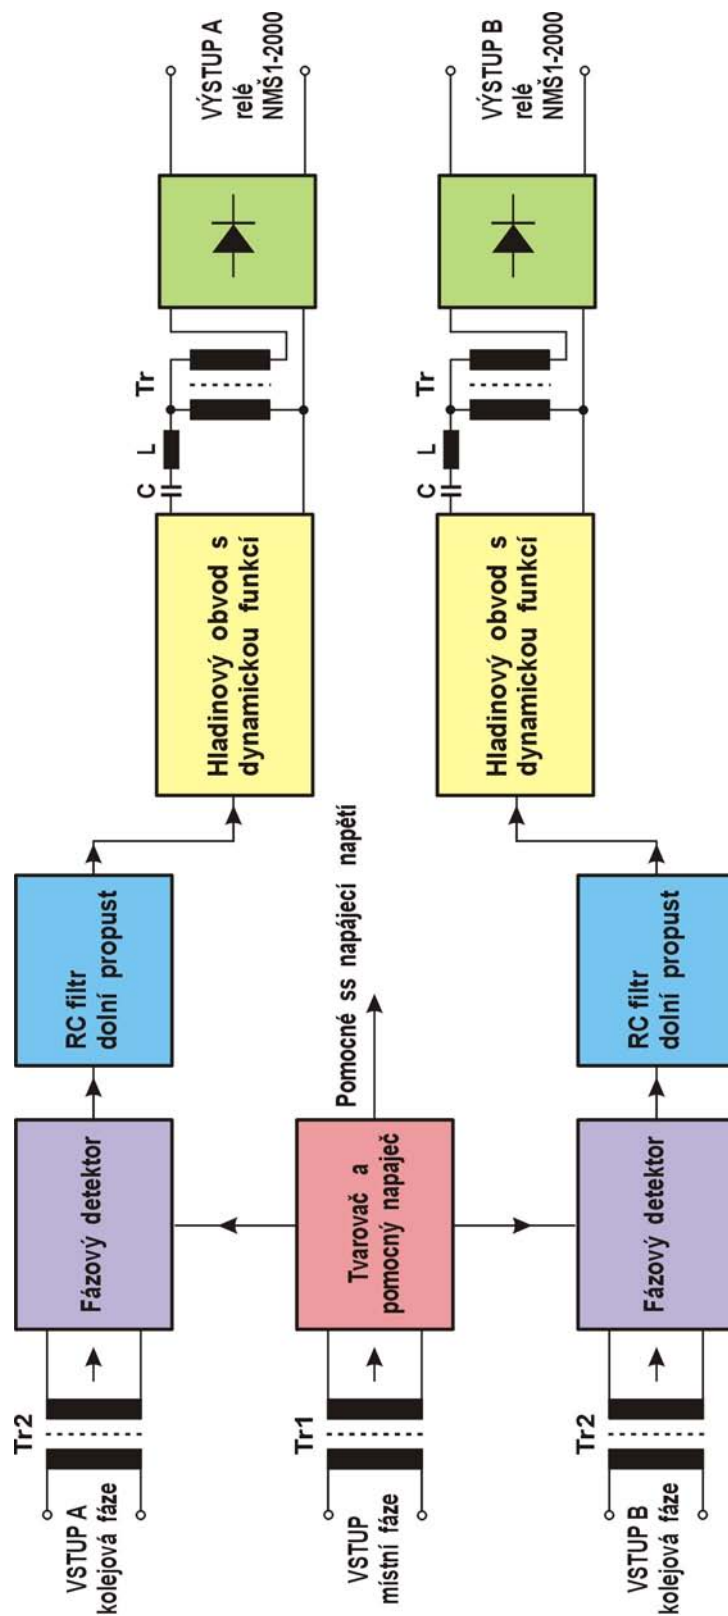 VSTUP A
kolejová fáze
Tr2
Fázový detektor
RC filtr
dolní propust
Hladinový obvod s
dynamickou funkcí
C
L
Tr
VÝSTUP A
relé
NMŠ1-2000
VSTUP
místní fáze
Tr1
Tvarovač a
pomocný napaječ
Pomocné ss napájecí napětí
VSTUP B
kolejová fáze
Tr2
Fázový detektor
RC filtr
dolní propust
Hladinový obvod s
dynamickou funkcí
C
L
Tr
VÝSTUP B
relé
NMŠ1-2000